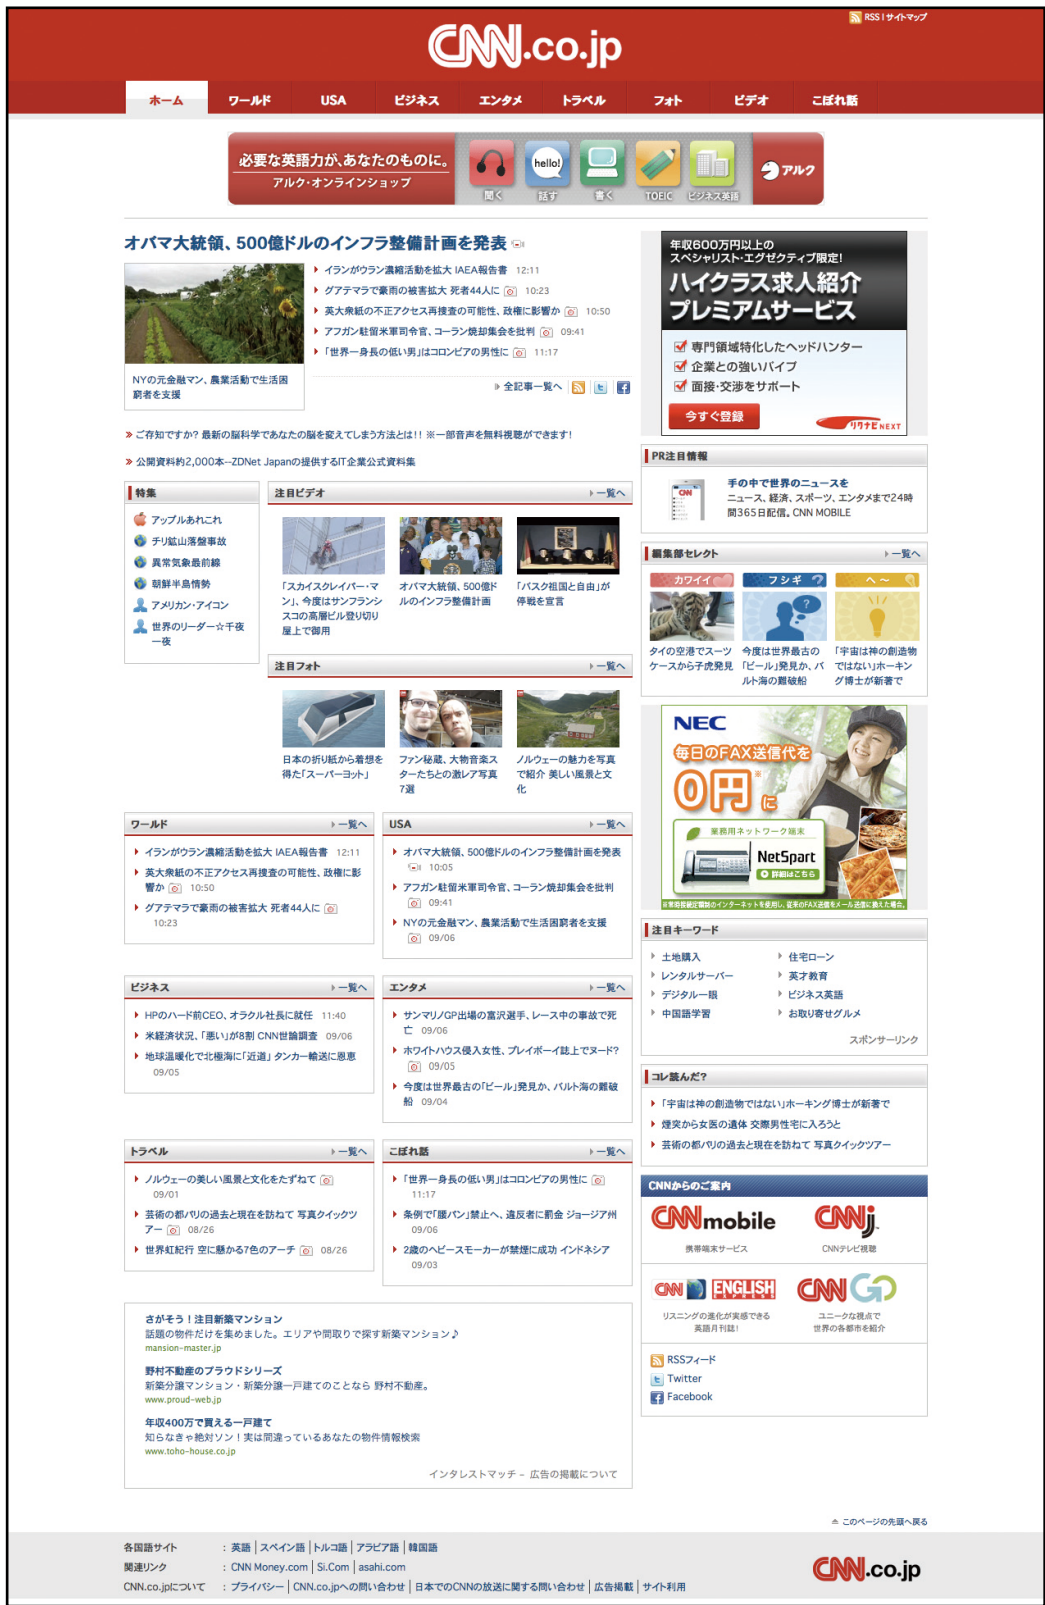 RSS | サイトマップ
CNN.co.jp
ホーム ワールド USA ビジネス エンタメ トラベル フォト ビデオ こぼれ話
必要な英語力が、あなたのものに。
アルク・オンラインショップ
hello!
聞く 話す 書く TOEIC ビジネス英語
アルク
オバマ大統領、500億ドルのインフラ整備計画を発表
イランがウラン濃縮活動を拡大 IAEA報告書 12:11
グアテマラで豪雨の被害拡大 死者44人に 10:23
英大衆紙の不正アクセス再捜査の可能性、政権に影響か 10:50
アフガン駐留米軍司令官、コーラン焼却集会を批判 09:41
「世界一身長の低い男」はコロンビアの男性に 11:17
NYの元金融マン、農業活動で生活困
窮者を支援
全記事一覧へ
ご存知ですか? 最新の脳科学であなたの脳を変えてしまう方法とは!! ※一部音声を無料視聴ができます!
公開資料約2,000本--ZDNet Japanの提供するIT企業公式資料集
特集
アップルあれこれ
チリ鉱山落盤事故
異常気象最前線
朝鮮半島情勢
アメリカン・アイコン
世界のリーダー☆千夜
一夜
注目ビデオ 一覧へ
「スカイスクレイパー・マ
ン」、今度はサンフランシ
スコの高層ビル登り切り
屋上で御用
オバマ大統領、500億ド
ルのインフラ整備計画
「バスク祖国と自由」が
停戦を宣言
注目フォト 一覧へ
日本の折り紙から着想を
得た「スーパーヨット」
ファン秘蔵、大物音楽ス
ターたちとの激レア写真
7選
ノルウェーの魅力を写真
で紹介 美しい風景と文
化
ワールド 一覧へ
イランがウラン濃縮活動を拡大 IAEA報告書 12:11
英大衆紙の不正アクセス再捜査の可能性、政権に影
響か 10:50
グアテマラで豪雨の被害拡大 死者44人に
10:23
USA 一覧へ
オバマ大統領、500億ドルのインフラ整備計画を発表
10:05
アフガン駐留米軍司令官、コーラン焼却集会を批判
09:41
NYの元金融マン、農業活動で生活困窮者を支援
09/06
ビジネス 一覧へ
HPのハード前CEO、オラクル社長に就任 11:40
米経済状況、「悪い」が8割 CNN世論調査 09/06
地球温暖化で北極海に「近道」 タンカー輸送に恩恵
09/05
エンタメ 一覧へ
サンマリノGP出場の富沢選手、レース中の事故で死
亡 09/06
ホワイトハウス侵入女性、プレイボーイ誌上でヌード?
09/05
今度は世界最古の「ビール」発見か、バルト海の難破
船 09/04
トラベル 一覧へ
ノルウェーの美しい風景と文化をたずねて
09/01
芸術の都パリの過去と現在を訪ねて 写真クイックツ
アー 08/26
世界虹紀行 空に懸かる7色のアーチ 08/26
こぼれ話 一覧へ
「世界一身長の低い男」はコロンビアの男性に
11:17
条例で「腰パン」禁止へ、違反者に罰金 ジョージア州
09/06
2歳のヘビースモーカーが禁煙に成功 インドネシア
09/03
さがそう!注目新築マンション
話題の物件だけを集めました。エリアや間取りで探す新築マンション♪
mansion-master.jp
野村不動産のプラウドシリーズ
新築分譲マンション・新築分譲一戸建てのことなら 野村不動産。
www.proud-web.jp
年収400万で買える一戸建て
知らなきゃ絶対ソン!実は間違っているあなたの物件情報検索
www.toho-house.co.jp
インタレストマッチ - 広告の掲載について
年収600万円以上の
スペシャリスト・エグゼクティブ限定!
ハイクラス求人紹介
プレミアムサービス
専門領域特化したヘッドハンター
企業との強いパイプ
面接・交渉をサポート
今すぐ登録
リクナビNEXT
PR注目情報
CNN
手の中で世界のニュースを
ニュース、経済、スポーツ、エンタメまで24時
間365日配信。CNN MOBILE
編集部セレクト 一覧へ
カワイイ フシギ へ~
タイの空港でスーツ
ケースから子虎発見
今度は世界最古の
「ビール」発見か、バ
ルト海の難破船
「宇宙は神の創造物
ではない」ホーキン
グ博士が新著で
NEC
毎日のFAX送信代を
0円※に
業務用ネットワーク端末
NetSpart
詳細はこちら
注目キーワード
土地購入 住宅ローン
レンタルサーバー 英才教育
デジタル一眼 ビジネス英語
中国語学習 お取り寄せグルメ
スポンサーリンク
コレ読んだ?
「宇宙は神の創造物ではない」ホーキング博士が新著で
煙突から女医の遺体 交際男性宅に入ろうと
芸術の都パリの過去と現在を訪ねて 写真クイックツアー
CNNからのご案内
CNN mobile
携帯端末サービス
CNNj
CNNテレビ視聴
CNN ENGLISH EXPRESS
リスニングの進化が実感できる
英語月刊誌!
CNN GO
ユニークな視点で
世界の各都市を紹介
RSSフィード
Twitter
Facebook
このページの先頭へ戻る
各国語サイト : 英語 | スペイン語 | トルコ語 | アラビア語 | 韓国語
関連リンク : CNN Money.com | Si.Com | asahi.com
CNN.co.jpについて : プライバシー | CNN.co.jpへの問い合わせ | 日本でのCNNの放送に関する問い合わせ | 広告掲載 | サイト利用
CNN.co.jp